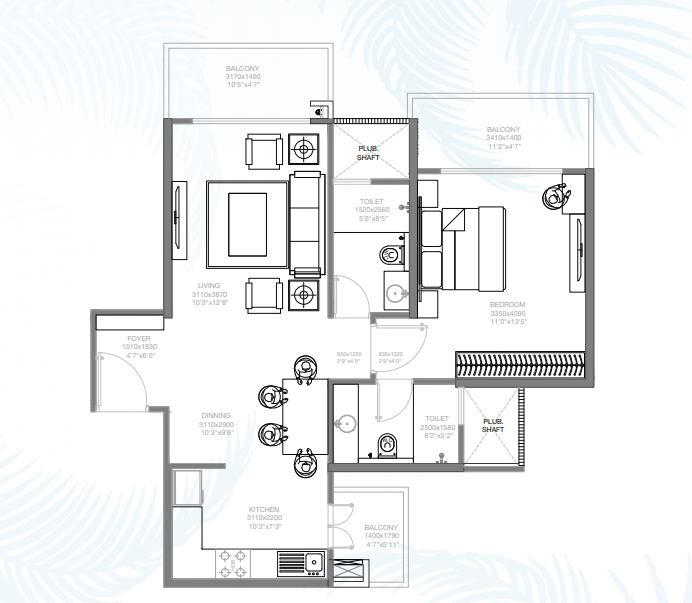 BALCONY
3170x1400
10'5"x4'7"
BALCONY
3410x1400
11'2"x4'7"
PLUB.
SHAFT
TOILET
1520x2560
5'0"x8'5"
LIVING
3110x3870
10'3"x12'8"
BEDROOM
3350x4095
11'0"x13'5"
FOYER
1510x1830
4'7"x6'0"
850x1220
2'9"x4'0"
850x1220
2'9"x4'0"
DINNING
3110x2900
10'3"x9'6"
TOILET
2500x1580
8'2"x5'2"
PLUB.
SHAFT
KITCHEN
3110x2200
10'3"x7'3"
BALCONY
1400x1790
4'7"x5'11"
HOB